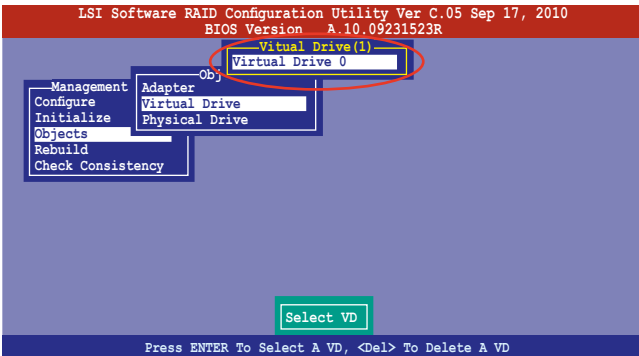 LSI Software RAID Configuration Utility Ver C.05 Sep 17, 2010
BIOS Version A.10.09231523R
Vitual Drive(1)
Virtual Drive 0
Obj
Adapter
Virtual Drive
Physical Drive
Management
Configure
Initialize
Objects
Rebuild
Check Consistency
Select VD
Press ENTER To Select A VD, <Del> To Delete A VD